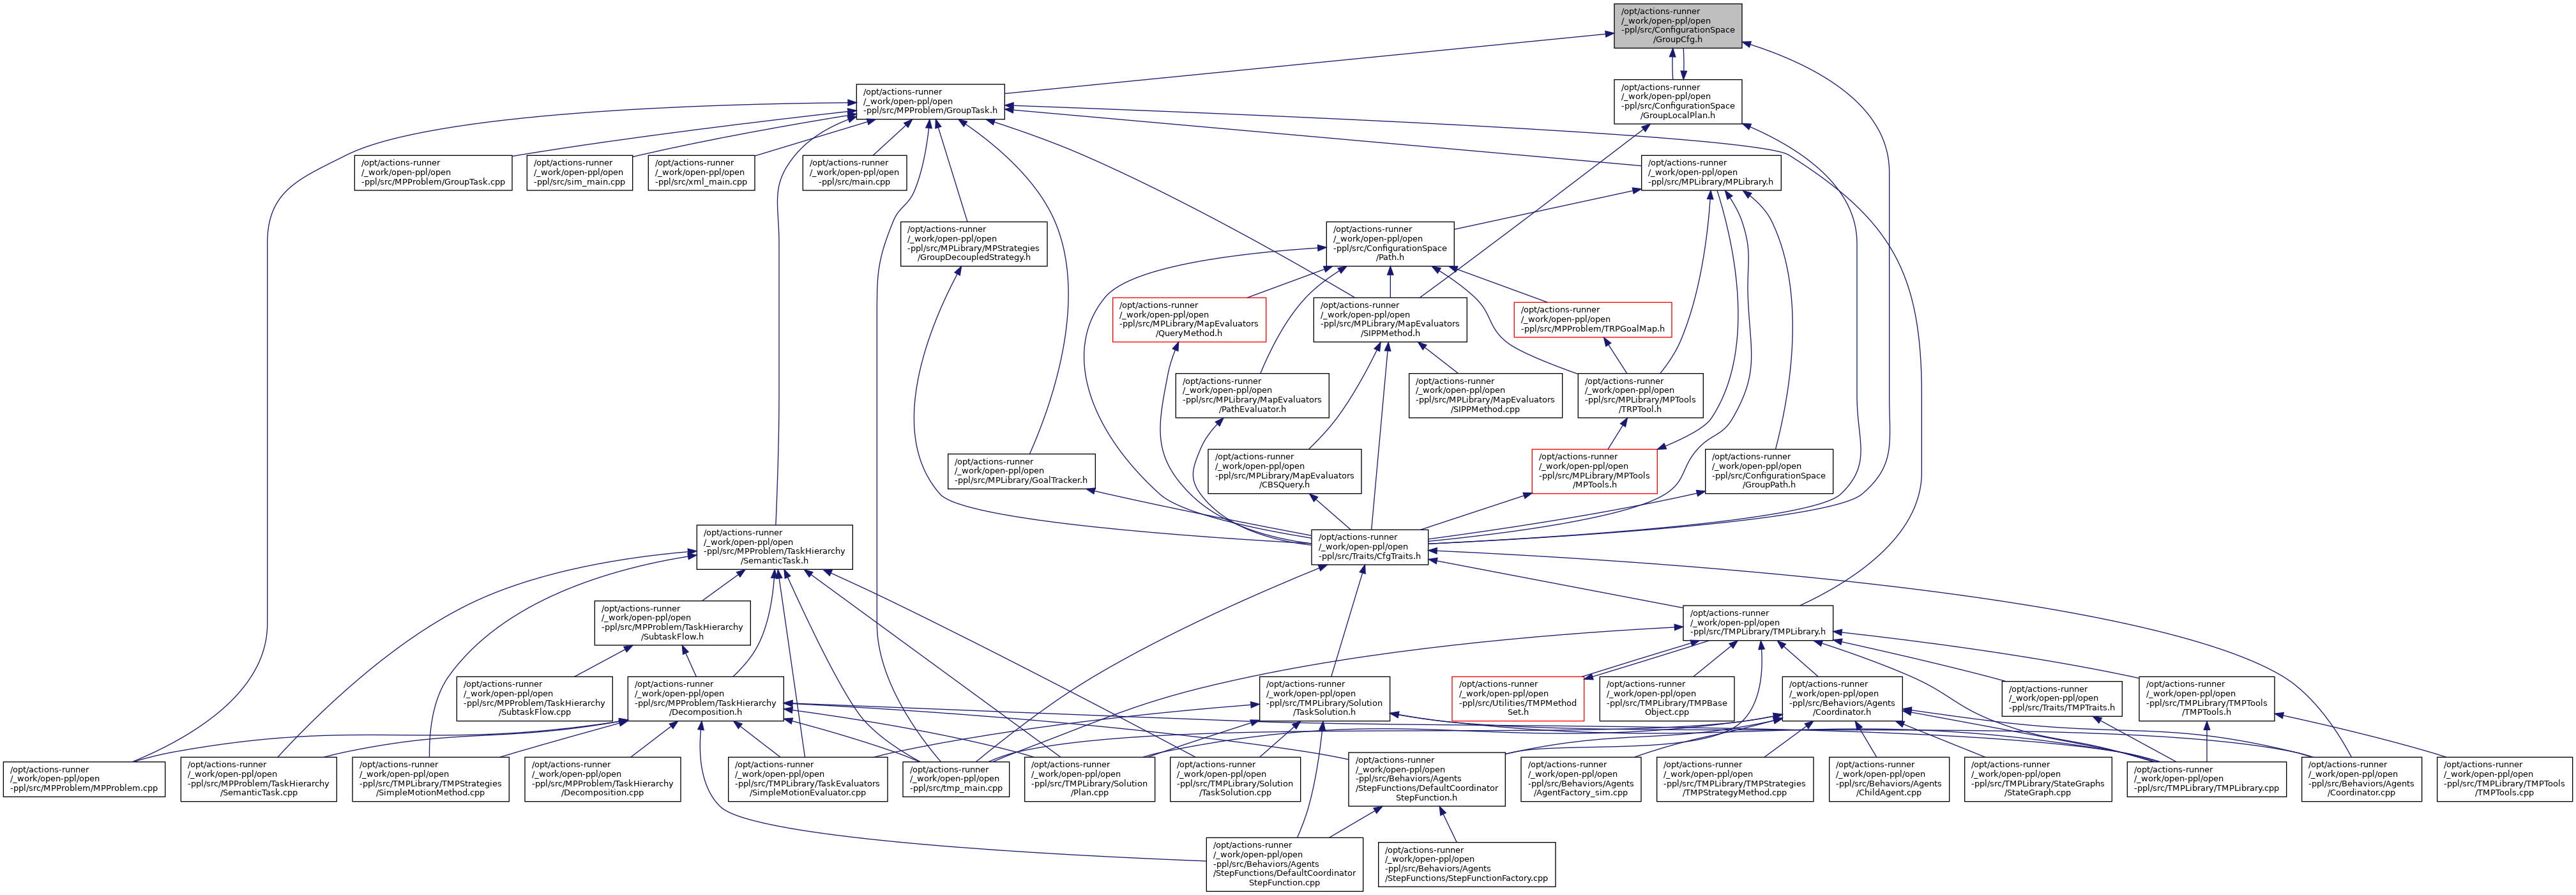 /opt/actions-runner
/_work/open-ppl/open
-ppl/src/ConfigurationSpace
/GroupCfg.h
/opt/actions-runner
/_work/open-ppl/open
-ppl/src/MPProblem/GroupTask.h
/opt/actions-runner
/_work/open-ppl/open
-ppl/src/ConfigurationSpace
/GroupLocalPlan.h
/opt/actions-runner
/_work/open-ppl/open
-ppl/src/MPProblem/GroupTask.cpp
/opt/actions-runner
/_work/open-ppl/open
-ppl/src/sim_main.cpp
/opt/actions-runner
/_work/open-ppl/open
-ppl/src/xml_main.cpp
/opt/actions-runner
/_work/open-ppl/open
-ppl/src/main.cpp
/opt/actions-runner
/_work/open-ppl/open
-ppl/src/MPLibrary/MPLibrary.h
/opt/actions-runner
/_work/open-ppl/open
-ppl/src/MPLibrary/MPStrategies
/GroupDecoupledStrategy.h
/opt/actions-runner
/_work/open-ppl/open
-ppl/src/ConfigurationSpace
/Path.h
/opt/actions-runner
/_work/open-ppl/open
-ppl/src/MPLibrary/MapEvaluators
/QueryMethod.h
/opt/actions-runner
/_work/open-ppl/open
-ppl/src/MPLibrary/MapEvaluators
/SIPPMethod.h
/opt/actions-runner
/_work/open-ppl/open
-ppl/src/MPProblem/TRPGoalMap.h
/opt/actions-runner
/_work/open-ppl/open
-ppl/src/MPLibrary/MapEvaluators
/PathEvaluator.h
/opt/actions-runner
/_work/open-ppl/open
-ppl/src/MPLibrary/MapEvaluators
/SIPPMethod.cpp
/opt/actions-runner
/_work/open-ppl/open
-ppl/src/MPLibrary/MPTools
/TRPTool.h
/opt/actions-runner
/_work/open-ppl/open
-ppl/src/MPLibrary/GoalTracker.h
/opt/actions-runner
/_work/open-ppl/open
-ppl/src/MPLibrary/MapEvaluators
/CBSQuery.h
/opt/actions-runner
/_work/open-ppl/open
-ppl/src/MPLibrary/MPTools
/MPTools.h
/opt/actions-runner
/_work/open-ppl/open
-ppl/src/ConfigurationSpace
/GroupPath.h
/opt/actions-runner
/_work/open-ppl/open
-ppl/src/MPProblem/TaskHierarchy
/SemanticTask.h
/opt/actions-runner
/_work/open-ppl/open
-ppl/src/Traits/CfgTraits.h
/opt/actions-runner
/_work/open-ppl/open
-ppl/src/MPProblem/TaskHierarchy
/SubtaskFlow.h
/opt/actions-runner
/_work/open-ppl/open
-ppl/src/TMPLibrary/TMPLibrary.h
/opt/actions-runner
/_work/open-ppl/open
-ppl/src/MPProblem/TaskHierarchy
/SubtaskFlow.cpp
/opt/actions-runner
/_work/open-ppl/open
-ppl/src/MPProblem/TaskHierarchy
/Decomposition.h
/opt/actions-runner
/_work/open-ppl/open
-ppl/src/TMPLibrary/Solution
/TaskSolution.h
/opt/actions-runner
/_work/open-ppl/open
-ppl/src/Utilities/TMPMethod
Set.h
/opt/actions-runner
/_work/open-ppl/open
-ppl/src/TMPLibrary/TMPBase
Object.cpp
/opt/actions-runner
/_work/open-ppl/open
-ppl/src/Behaviors/Agents
/Coordinator.h
/opt/actions-runner
/_work/open-ppl/open
-ppl/src/Traits/TMPTraits.h
/opt/actions-runner
/_work/open-ppl/open
-ppl/src/TMPLibrary/TMPTools
/TMPTools.h
/opt/actions-runner
/_work/open-ppl/open
-ppl/src/MPProblem/MPProblem.cpp
/opt/actions-runner
/_work/open-ppl/open
-ppl/src/MPProblem/TaskHierarchy
/SemanticTask.cpp
/opt/actions-runner
/_work/open-ppl/open
-ppl/src/TMPLibrary/TMPStrategies
/SimpleMotionMethod.cpp
/opt/actions-runner
/_work/open-ppl/open
-ppl/src/MPProblem/TaskHierarchy
/Decomposition.cpp
/opt/actions-runner
/_work/open-ppl/open
-ppl/src/TMPLibrary/TaskEvaluators
/SimpleMotionEvaluator.cpp
/opt/actions-runner
/_work/open-ppl/open
-ppl/src/tmp_main.cpp
/opt/actions-runner
/_work/open-ppl/open
-ppl/src/TMPLibrary/Solution
/Plan.cpp
/opt/actions-runner
/_work/open-ppl/open
-ppl/src/TMPLibrary/Solution
/TaskSolution.cpp
/opt/actions-runner
/_work/open-ppl/open
-ppl/src/Behaviors/Agents
/StepFunctions/DefaultCoordinator
StepFunction.h
/opt/actions-runner
/_work/open-ppl/open
-ppl/src/Behaviors/Agents
/AgentFactory_sim.cpp
/opt/actions-runner
/_work/open-ppl/open
-ppl/src/TMPLibrary/TMPStrategies
/TMPStrategyMethod.cpp
/opt/actions-runner
/_work/open-ppl/open
-ppl/src/Behaviors/Agents
/ChildAgent.cpp
/opt/actions-runner
/_work/open-ppl/open
-ppl/src/TMPLibrary/StateGraphs
/StateGraph.cpp
/opt/actions-runner
/_work/open-ppl/open
-ppl/src/TMPLibrary/TMPLibrary.cpp
/opt/actions-runner
/_work/open-ppl/open
-ppl/src/Behaviors/Agents
/Coordinator.cpp
/opt/actions-runner
/_work/open-ppl/open
-ppl/src/TMPLibrary/TMPTools
/TMPTools.cpp
/opt/actions-runner
/_work/open-ppl/open
-ppl/src/Behaviors/Agents
/StepFunctions/DefaultCoordinator
StepFunction.cpp
/opt/actions-runner
/_work/open-ppl/open
-ppl/src/Behaviors/Agents
/StepFunctions/StepFunctionFactory.cpp